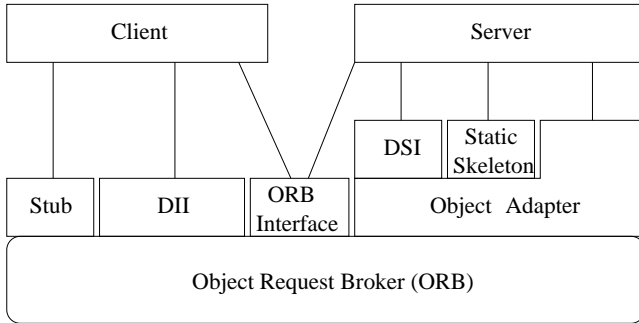 Client
Server
DSI
Static
Skeleton
Stub
DII
ORB
Interface
Object Adapter
Object Request Broker (ORB)